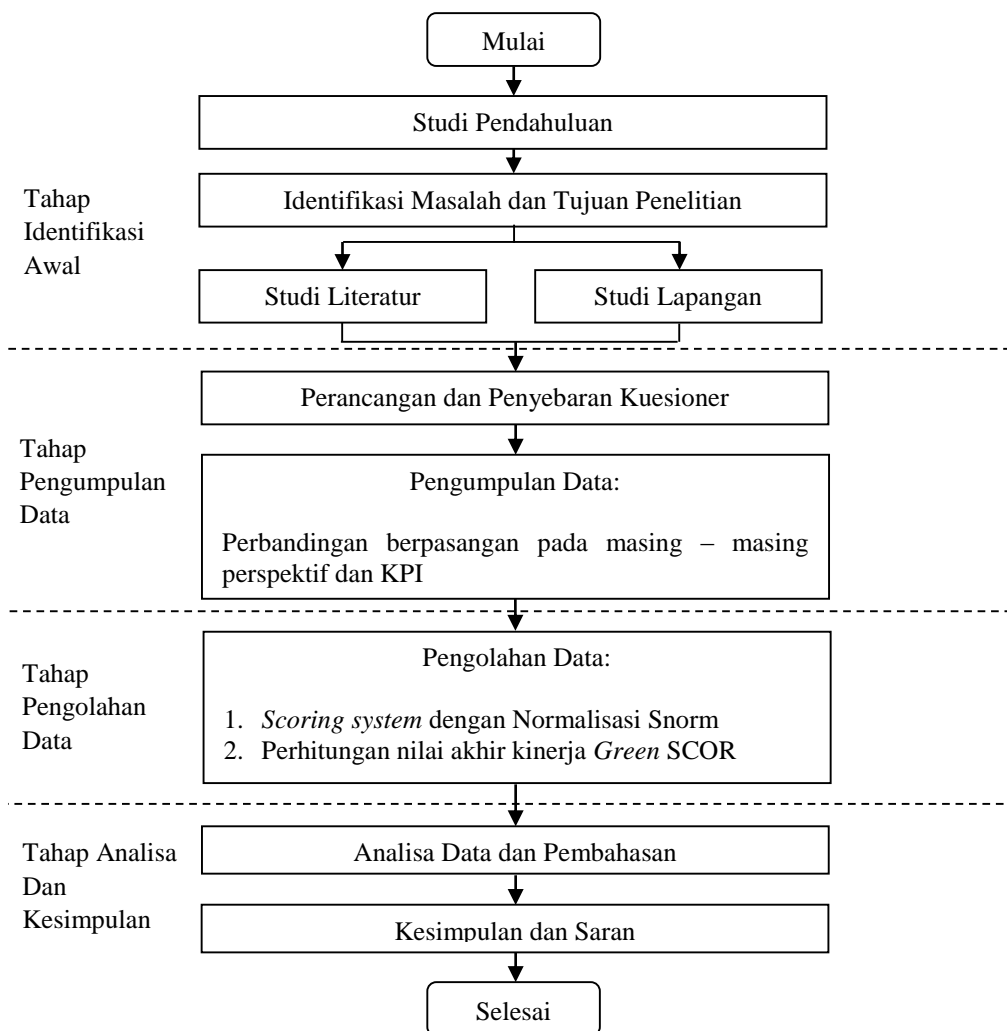 Mulai
Studi Pendahuluan
Tahap
Identifikasi
Awal
Identifikasi Masalah dan Tujuan Penelitian
Studi Literatur
Studi Lapangan
Perancangan dan Penyebaran Kuesioner
Tahap
Pengumpulan
Data
Pengumpulan Data:
Perbandingan berpasangan pada masing – masing
perspektif dan KPI
Tahap
Pengolahan
Data
Pengolahan Data:
1. Scoring system dengan Normalisasi Snorm
2. Perhitungan nilai akhir kinerja Green SCOR
Tahap Analisa
Dan
Kesimpulan
Analisa Data dan Pembahasan
Kesimpulan dan Saran
Selesai